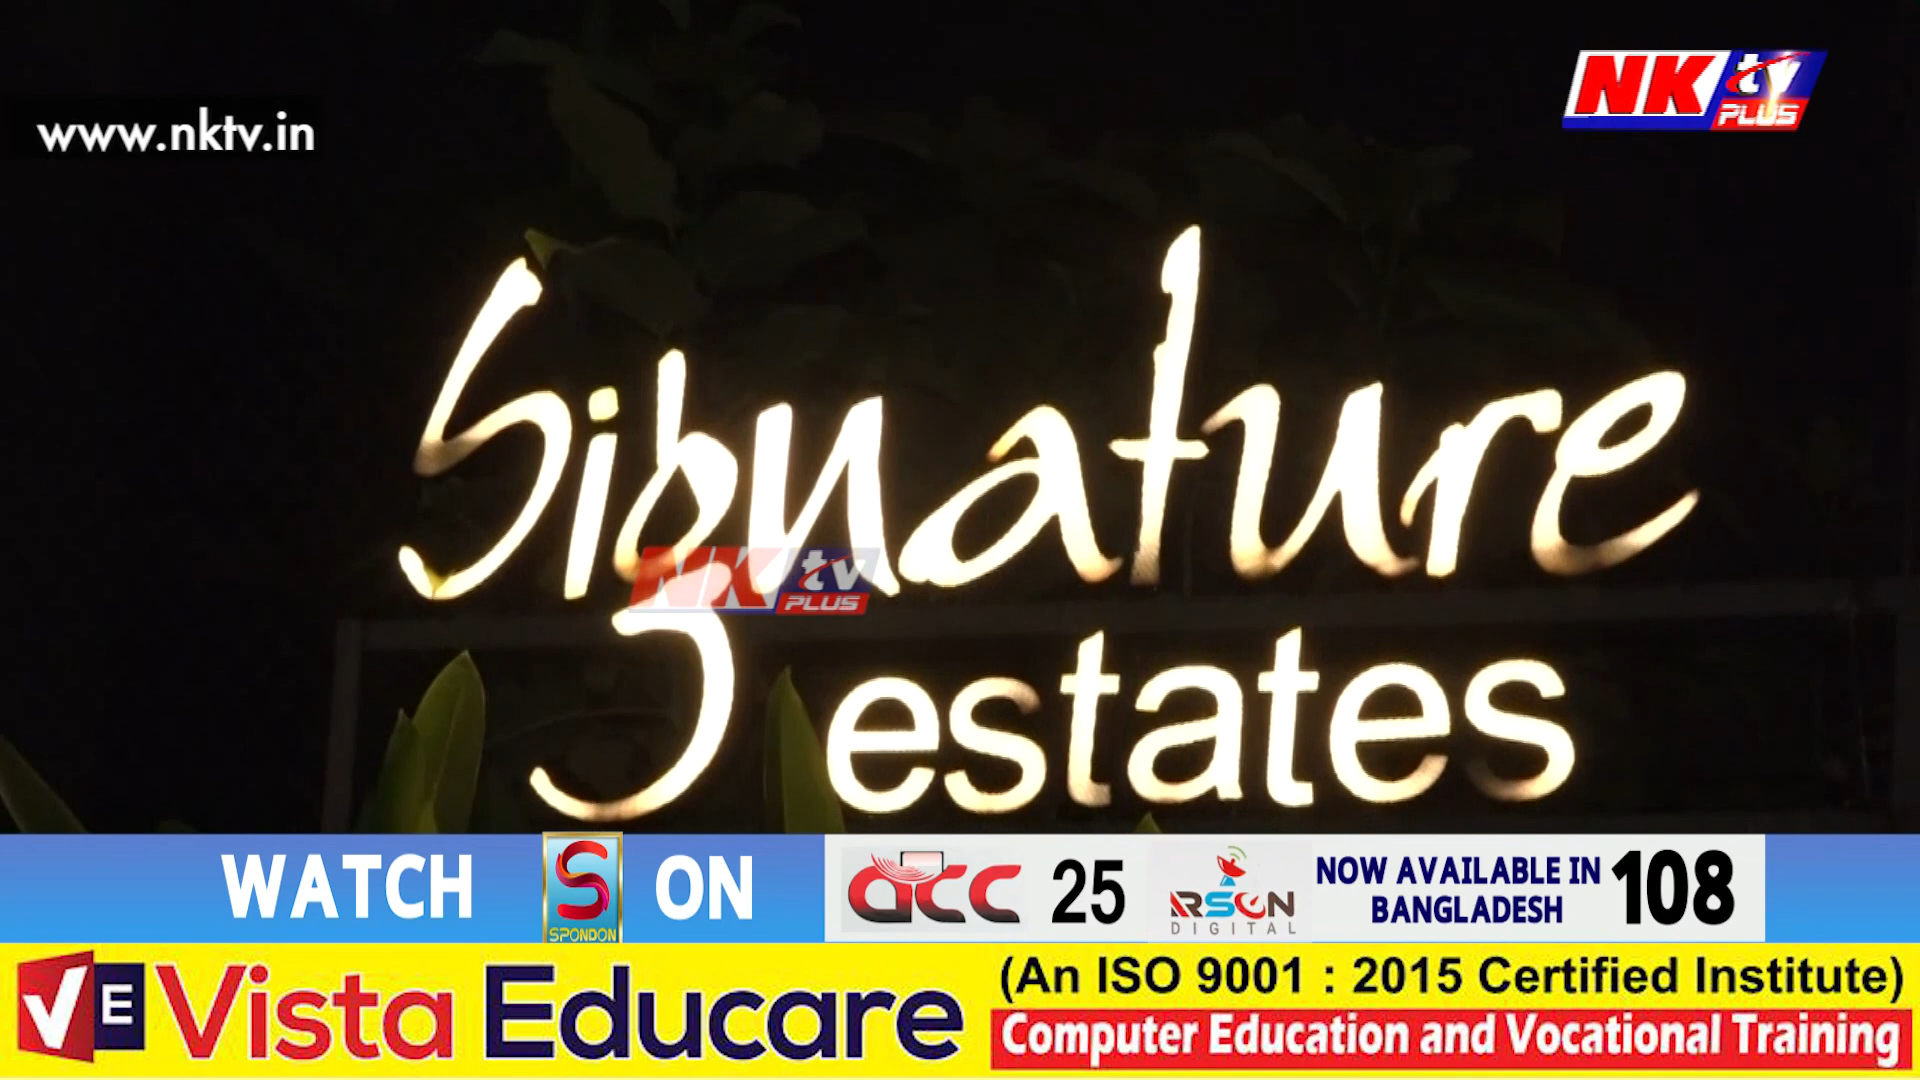 www.nktv.in
NK tv
PLUS
Signature
NK tv
PLUS
estates
WATCH S ON
SPONDON
acc 25
RSON
DIGITAL
NOW AVAILABLE IN
BANGLADESH
108
VE Vista Educare
(An ISO 9001 : 2015 Certified Institute)
Computer Education and Vocational Training